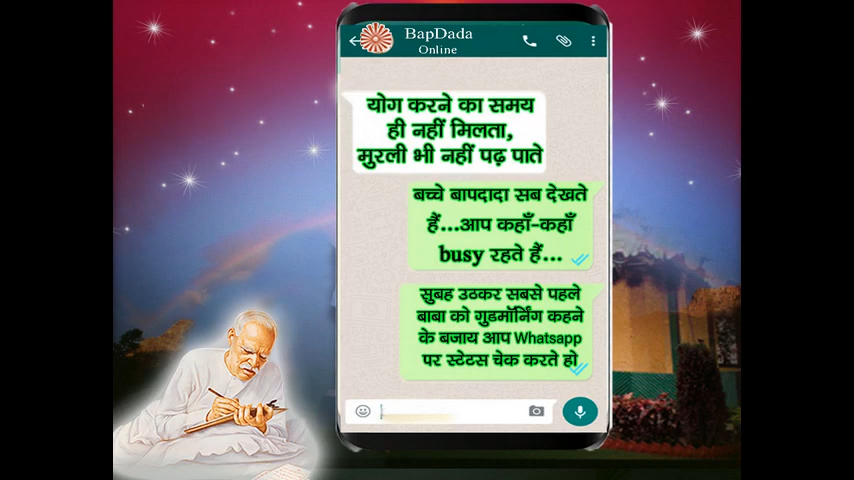 BapDada
Online
योग करने का समय
ही नहीं मिलता,
मुरली भी नहीं पढ़ पाते
बच्चे बापदादा सब देखते
हैं...आप कहाँ-कहाँ
busy रहते हैं...
सुबह उठकर सबसे पहले
बाबा को गुडमॉर्निंग कहने
के बजाय आप Whatsapp
पर स्टेटस चेक करते हो